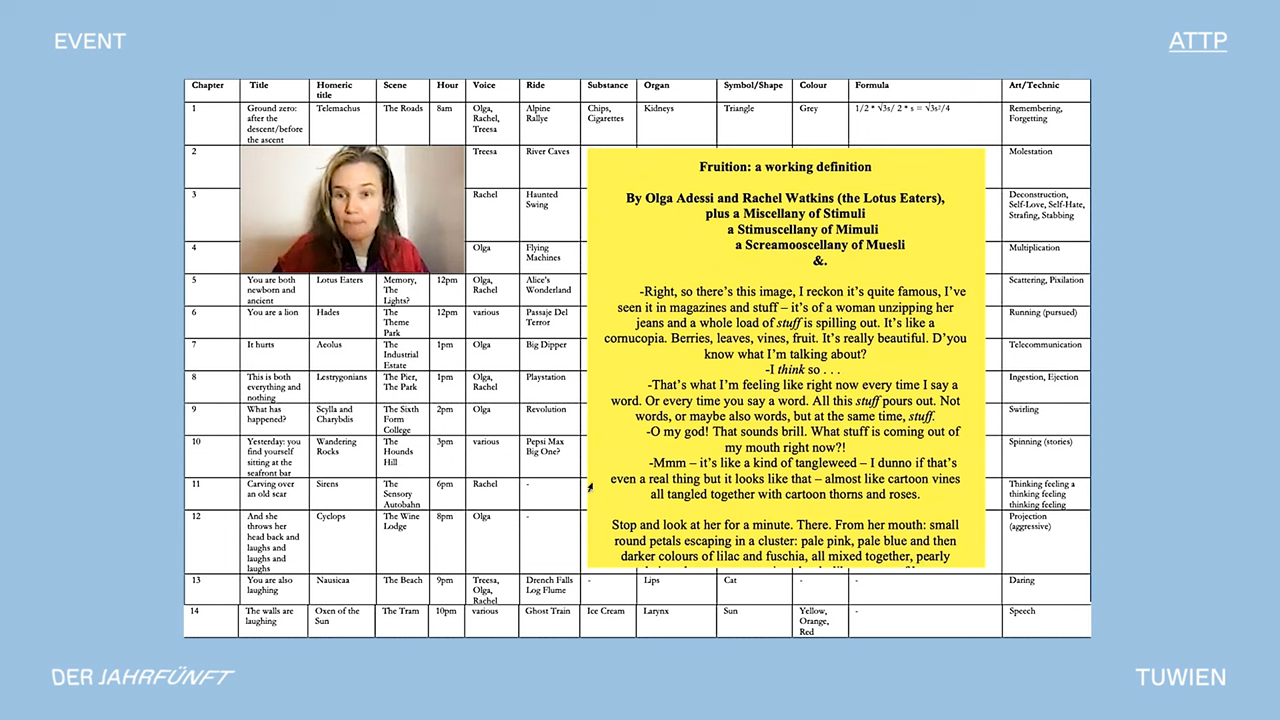 EVENT
ATTP
Chapter Title Homeric title Scene Hour Voice Ride Substance Organ Symbol/Shape Colour Formula Art/Technic
1 Ground zero: after the descent/before the ascent Telemachus The Roads 8am Olga, Rachel, Treesa Alpine Rallye Chips, Cigarettes Kidneys Triangle Grey 1/2 * √3s/ 2 * s = √3s²/4 Remembering, Forgetting
2 Treesa River Caves Molestation
3 Rachel Haunted Swing Deconstruction, Self-Love, Self-Hate, Strafing, Stabbing
4 Olga Flying Machines Multiplication
5 You are both newborn and ancient Lotus Eaters Memory, The Lights? 12pm Olga, Rachel Alice's Wonderland Scattering, Pixilation
6 You are a lion Hades The Theme Park 12pm various Passaje Del Terror Running (pursued)
7 It hurts Aeolus The Industrial Estate 1pm Olga Big Dipper Telecommunication
8 This is both everything and nothing Lestrygonians The Pier, The Park 1pm Olga, Rachel Playstation Ingestion, Ejection
9 What has happened? Scylla and Charybdis The Sixth Form College 2pm Olga Revolution Swirling
10 Yesterday: you find yourself sitting at the seafront bar Wandering Rocks The Hounds Hill 3pm various Pepsi Max Big One? Spinning (stories)
11 Carving over an old scar Sirens The Sensory Autobahn 6pm Rachel - Thinking feeling a thinking feeling thinking feeling
12 And she throws her head back and laughs and laughs and laughs Cyclops The Wine Lodge 8pm Olga - Projection (aggressive)
13 You are also laughing Nausicaa The Beach 9pm Treesa, Olga, Rachel Drench Falls Log Flume - Lips Cat - - Daring
14 The walls are laughing Oxen of the Sun The Tram 10pm various Ghost Train Ice Cream Larynx Sun Yellow, Orange, Red - Speech
Fruition: a working definition
By Olga Adessi and Rachel Watkins (the Lotus Eaters),
plus a Miscellany of Stimuli
a Stimuscellany of Mimuli
a Screamooscellany of Muesli
&.
-Right, so there's this image, I reckon it's quite famous, I've
seen it in magazines and stuff – it's of a woman unzipping her
jeans and a whole load of stuff is spilling out. It's like a
cornucopia. Berries, leaves, vines, fruit. It's really beautiful. D'you
know what I'm talking about?
-I think so . . .
-That's what I'm feeling like right now every time I say a
word. Or every time you say a word. All this stuff pours out. Not
words, or maybe also words, but at the same time, stuff.
-O my god! That sounds brill. What stuff is coming out of
my mouth right now?!
-Mmm – it's like a kind of tangleweed – I dunno if that's
even a real thing but it looks like that – almost like cartoon vines
all tangled together with cartoon thorns and roses.
Stop and look at her for a minute. There. From her mouth: small
round petals escaping in a cluster: pale pink, pale blue and then
darker colours of lilac and fuschia, all mixed together, pearly
DER JAHRFÜNFT
TUWIEN